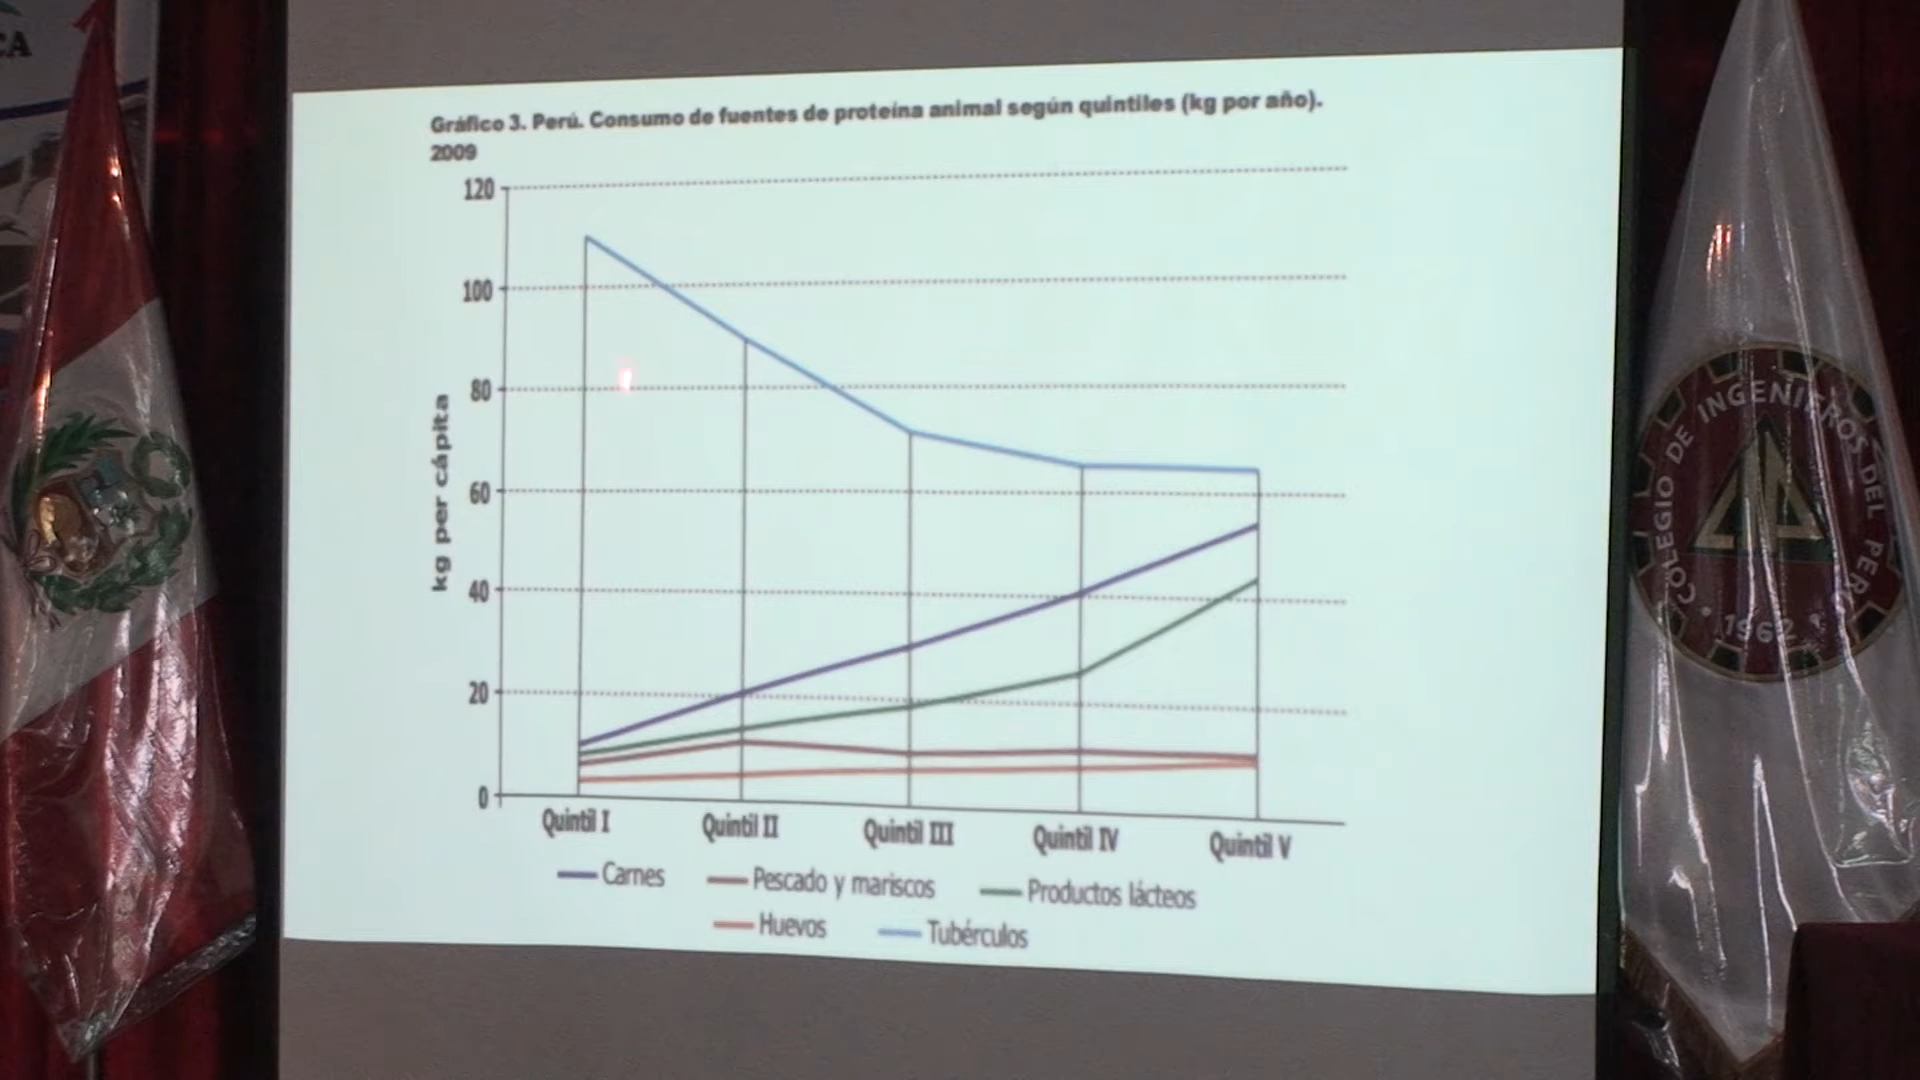 CA
Gráfico 3. Perú. Consumo de fuentes de proteína animal según quintiles (kg por año).
2009
120
100
80
60
40
20
0
kg per cápita
Quintil I
Quintil II
Quintil III
Quintil IV
Quintil V
Carnes
Pescado y mariscos
Productos lácteos
Huevos
Tubérculos
COLEGIO DE INGENIEROS DEL PERÚ
1962